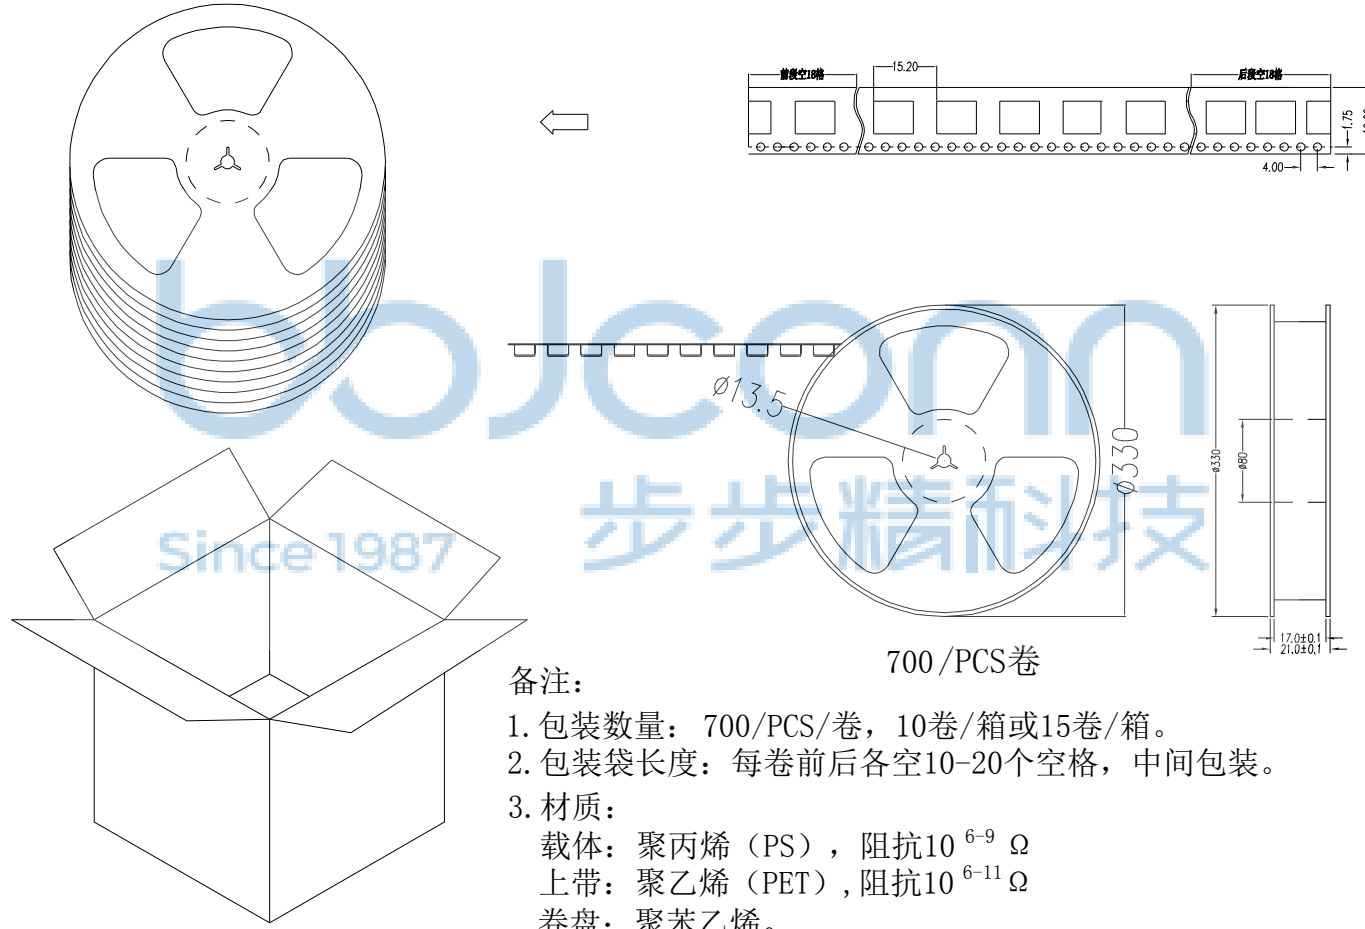 前段空18格
15.20
后段空18格
1.75
4.00
bbjconn
ø13.5
ø330
ø330
ø80
步步精科技
Since 1987
17.0±0.1
21.0±0.1
700/PCS卷
备注：
1.包装数量：700/PCS/卷，10卷/箱或15卷/箱。
2.包装袋长度：每卷前后各空10-20个空格，中间包装。
3.材质：
载体：聚丙烯（PS），阻抗10 6-9 Ω
上带：聚乙烯（PET）,阻抗10 6-11 Ω
卷盘：聚苯乙烯。